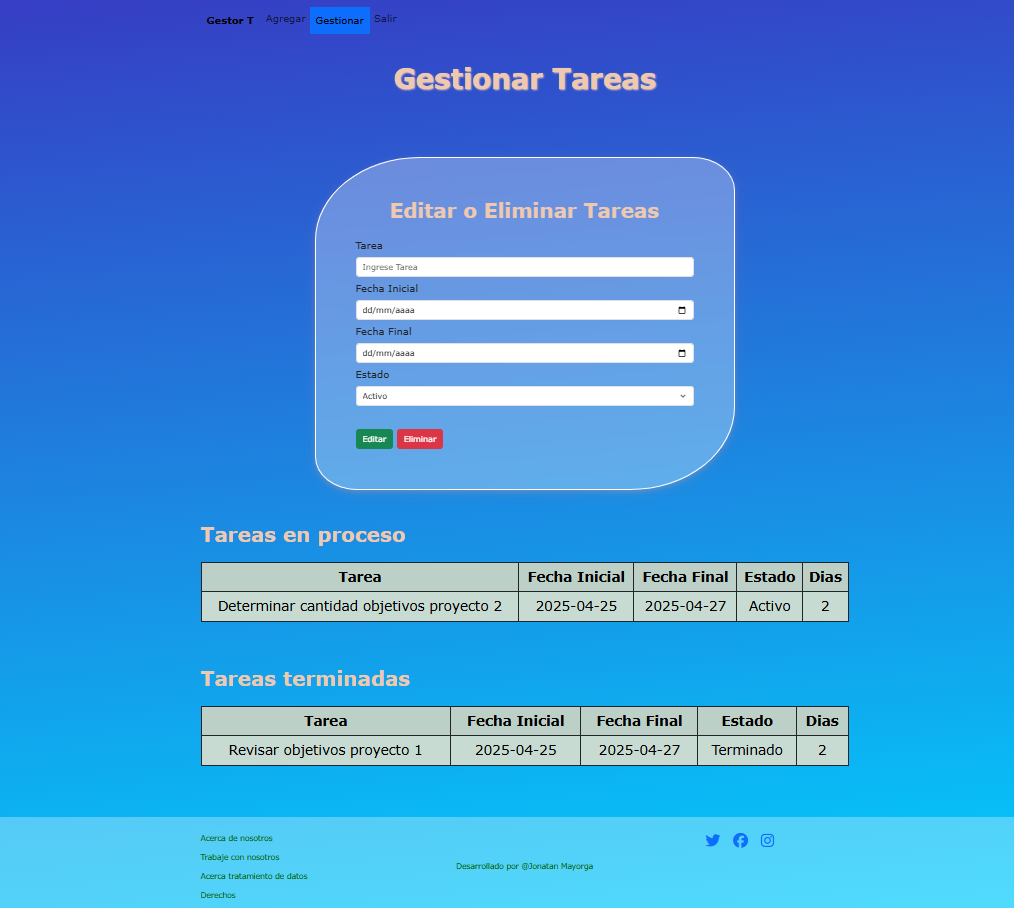 Gestor T Agregar Gestionar Salir
Gestionar Tareas
Editar o Eliminar Tareas
Tarea
Ingrese Tarea
Fecha Inicial
dd/mm/aaaa
Fecha Final
dd/mm/aaaa
Estado
Activo
Editar Eliminar
Tareas en proceso
Tarea Fecha Inicial Fecha Final Estado Dias
Determinar cantidad objetivos proyecto 2 2025-04-25 2025-04-27 Activo 2
Tareas terminadas
Tarea Fecha Inicial Fecha Final Estado Dias
Revisar objetivos proyecto 1 2025-04-25 2025-04-27 Terminado 2
Acerca de nosotros
Trabaje con nosotros
Acerca tratamiento de datos
Derechos
Desarrollado por @Jonatan Mayorga